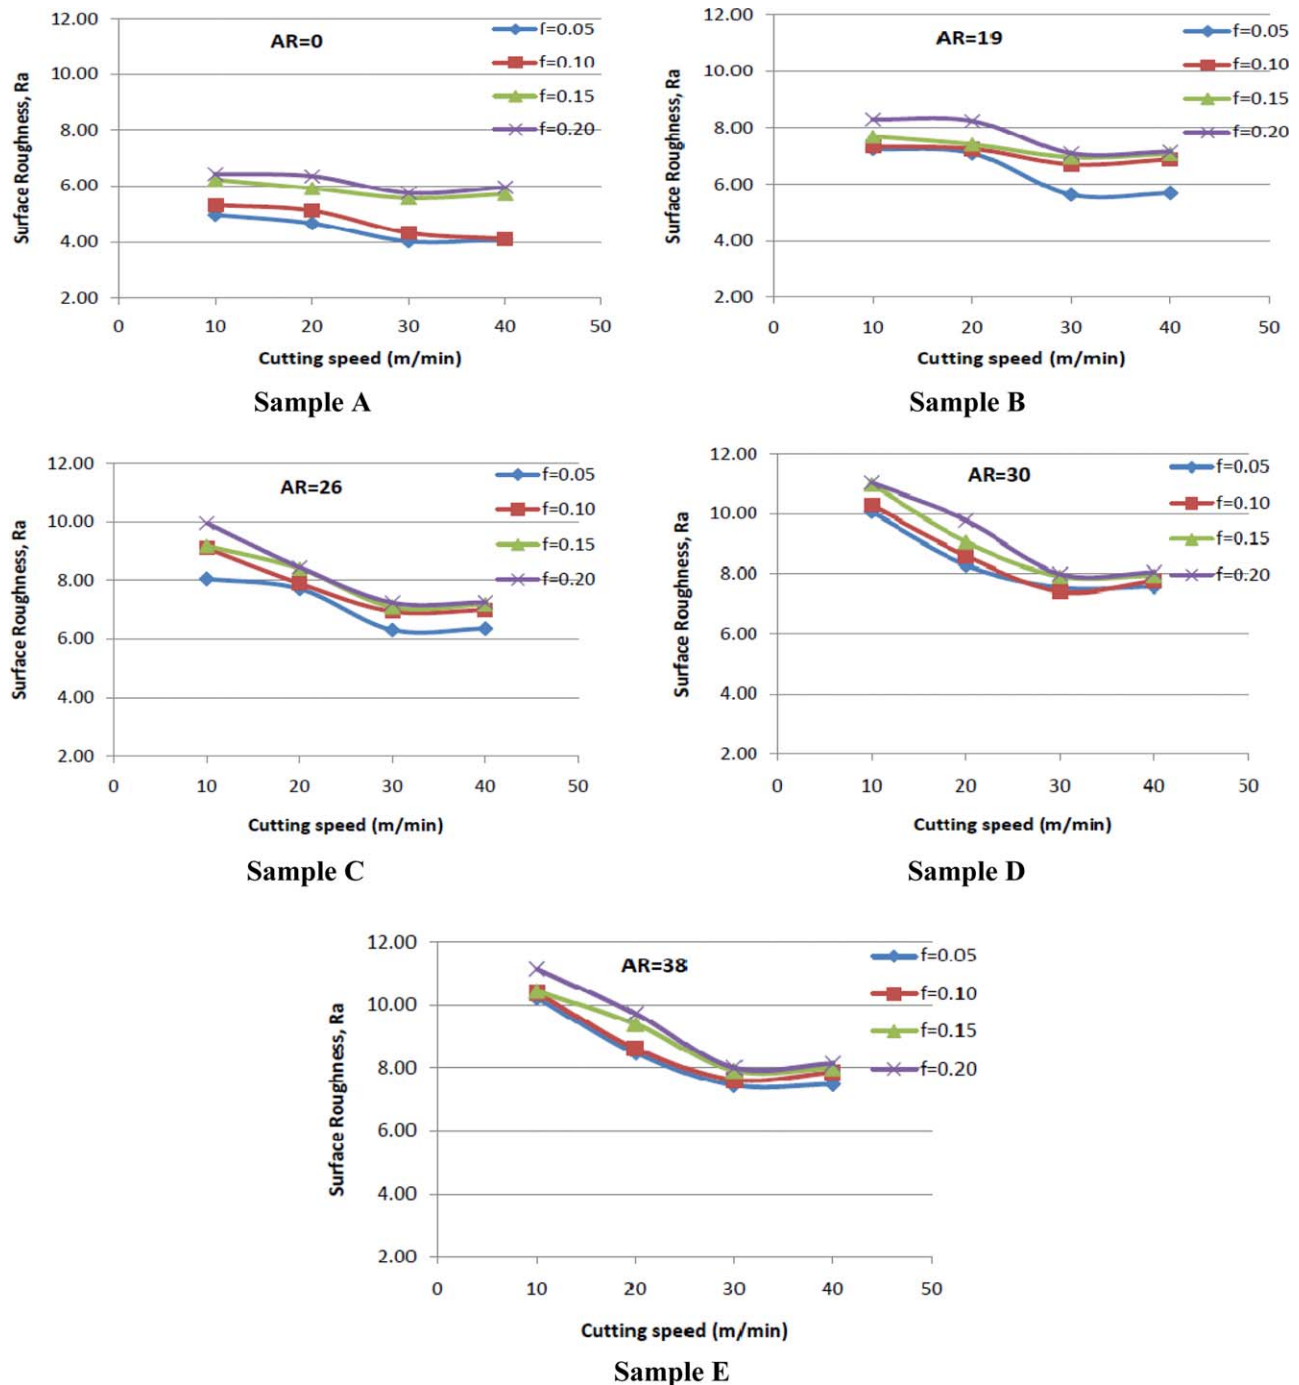 12.00
10.00
8.00
6.00
4.00
2.00
Surface Roughness, Ra
AR=0
f=0.05
f=0.10
f=0.15
f=0.20
0 10 20 30 40 50
Cutting speed (m/min)
Sample A
12.00
10.00
8.00
6.00
4.00
2.00
Surface Roughness, Ra
AR=19
f=0.05
f=0.10
f=0.15
f=0.20
0 10 20 30 40 50
Cutting speed (m/min)
Sample B
12.00
10.00
8.00
6.00
4.00
2.00
Surface Roughness, Ra
AR=26
f=0.05
f=0.10
f=0.15
f=0.20
0 10 20 30 40 50
Cutting speed (m/min)
Sample C
12.00
10.00
8.00
6.00
4.00
2.00
Surface Roughness, Ra
AR=30
f=0.05
f=0.10
f=0.15
f=0.20
0 10 20 30 40 50
Cutting speed (m/min)
Sample D
12.00
10.00
8.00
6.00
4.00
2.00
Surface Roughness, Ra
AR=38
f=0.05
f=0.10
f=0.15
f=0.20
0 10 20 30 40 50
Cutting speed (m/min)
Sample E